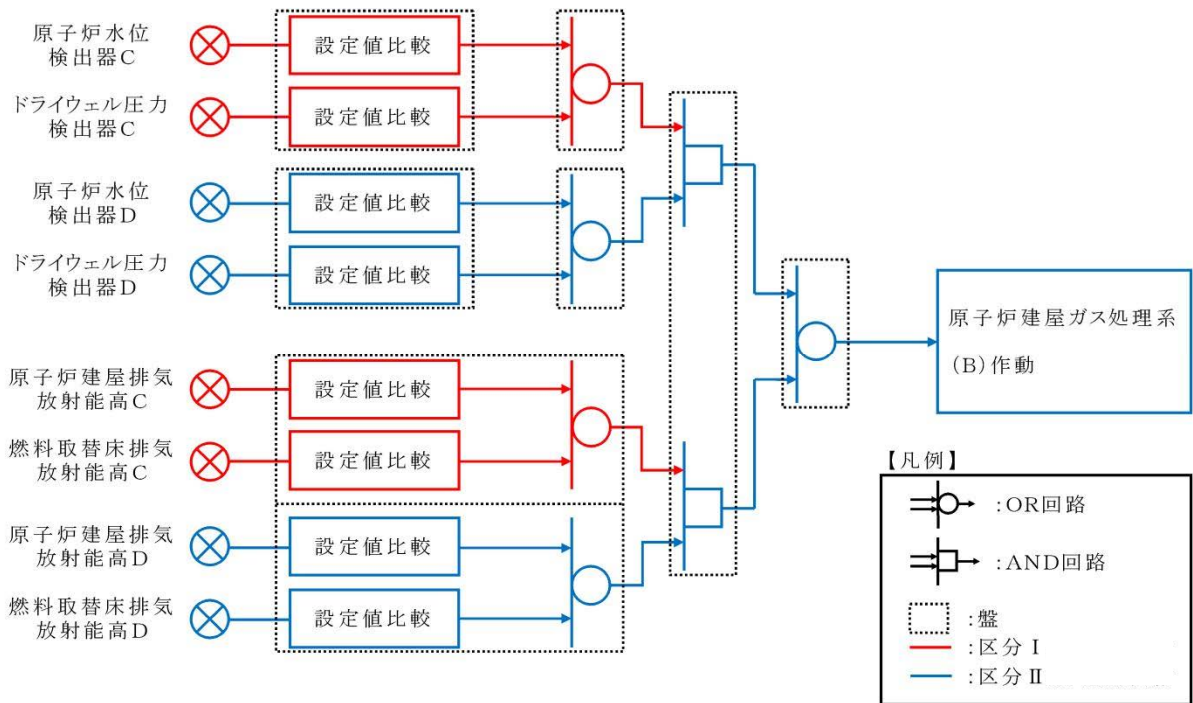 原子炉水位
検出器C
設定値比較
ドライウェル圧力
検出器C
設定値比較
原子炉水位
検出器D
設定値比較
ドライウェル圧力
検出器D
設定値比較
原子炉建屋排気
放射能高C
設定値比較
燃料取替床排気
放射能高C
設定値比較
原子炉建屋排気
放射能高D
設定値比較
燃料取替床排気
放射能高D
設定値比較
原子炉建屋ガス処理系
(B)作動
【凡例】
:OR回路
:AND回路
:盤
:区分Ⅰ
:区分Ⅱ